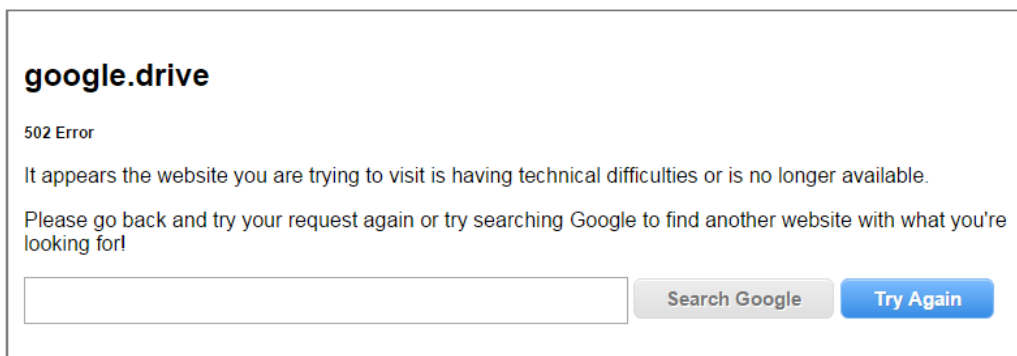 google.drive
502 Error
It appears the website you are trying to visit is having technical difficulties or is no longer available.
Please go back and try your request again or try searching Google to find another website with what you're
looking for!
Search Google Try Again